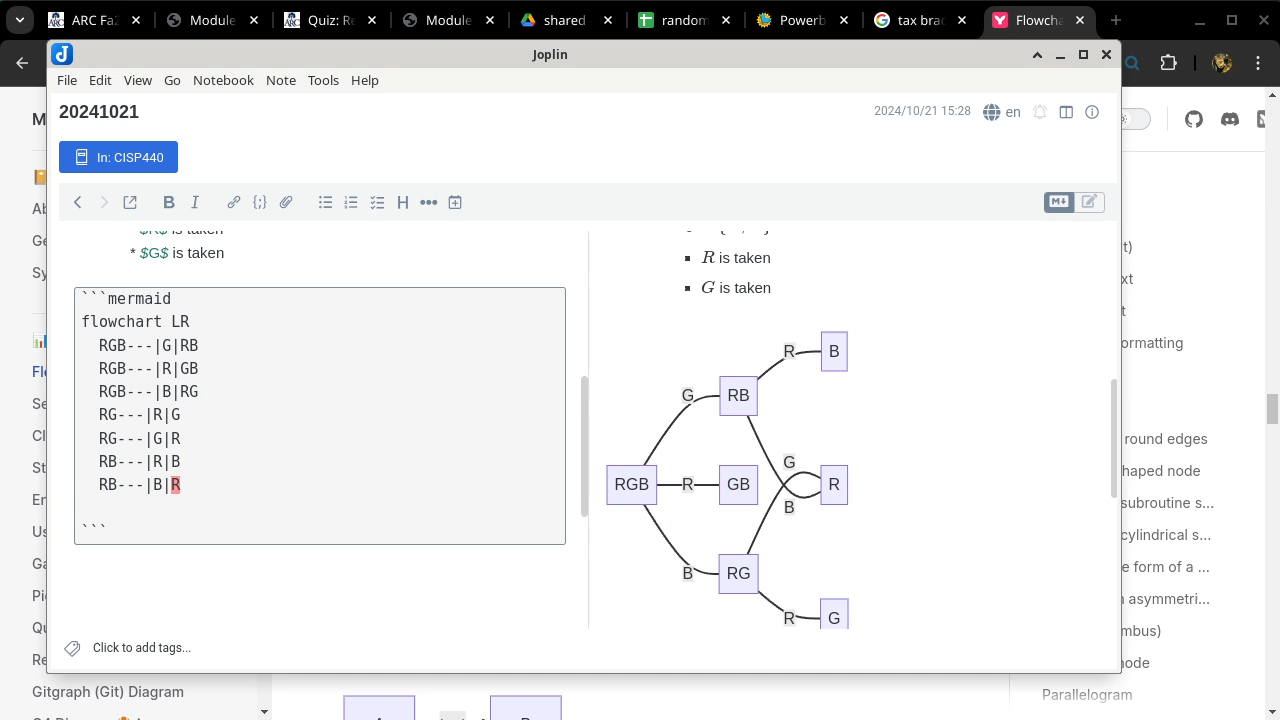 ARC Fa2
Module
Quiz: Re
Module
shared
random
Powerb
tax brac
Flowcha
Joplin
File Edit View Go Notebook Note Tools Help
20241021
2024/10/21 15:28
en
In: CISP440
$R$ is taken
* $G$ is taken
```mermaid
flowchart LR
RGB---|G|RB
RGB---|R|GB
RGB---|B|RG
RG---|R|G
RG---|G|R
RB---|R|B
RB---|B|R
```
R is taken
G is taken
R B
G RB
G
RGB R GB R
B
B RG
R G
Click to add tags...
M
Ab
Ge
Sy
Fl
Se
Cl
St
En
Us
Ga
Pie
Qu
Re
Gitgraph (Git) Diagram
t)
xt
t
ormatting
round edges
haped node
subroutine s...
cylindrical s...
e form of a ...
n asymmetri...
mbus)
node
Parallelogram